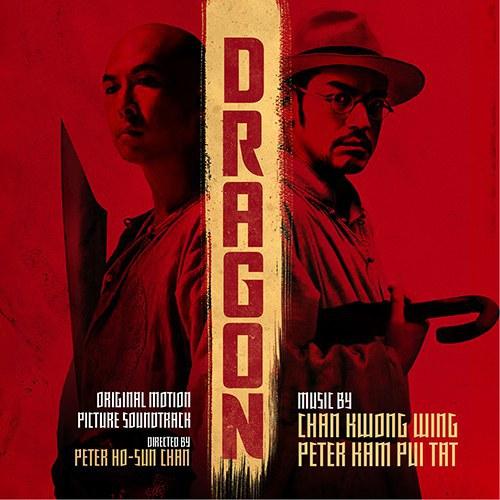 DRAGON
ORIGINAL MOTION
PICTURE SOUNDTRACK
DIRECTED BY
PETER HO-SUN CHAN
MUSIC BY
CHAN KWONG WING
PETER KAM PUI TAT